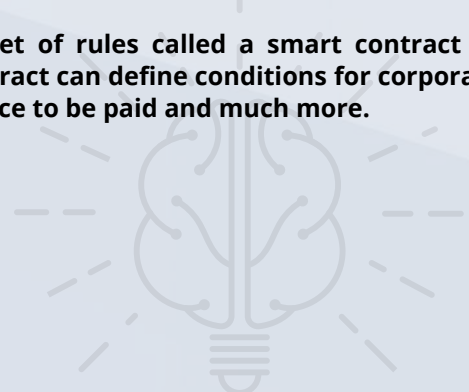 et of rules called a smart contract
ract can define conditions for corpora
ce to be paid and much more.